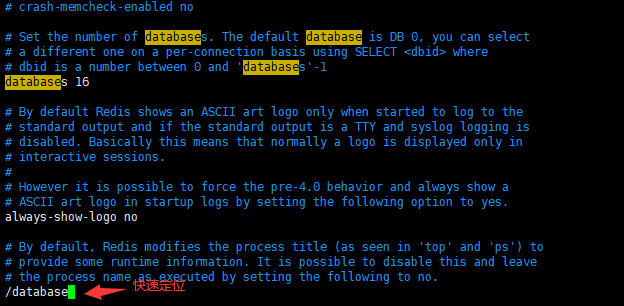 # crash-memcheck-enabled no
# Set the number of databases. The default database is DB 0, you can select
# a different one on a per-connection basis using SELECT <dbid> where
# dbid is a number between 0 and 'databases'-1
databases 16
# By default Redis shows an ASCII art logo only when started to log to the
# standard output and if the standard output is a TTY and syslog logging is
# disabled. Basically this means that normally a logo is displayed only in
# interactive sessions.
#
# However it is possible to force the pre-4.0 behavior and always show a
# ASCII art logo in startup logs by setting the following option to yes.
always-show-logo no
# By default, Redis modifies the process title (as seen in 'top' and 'ps') to
# provide some runtime information. It is possible to disable this and leave
# the process name as executed by setting the following to no.
/database
快速定位